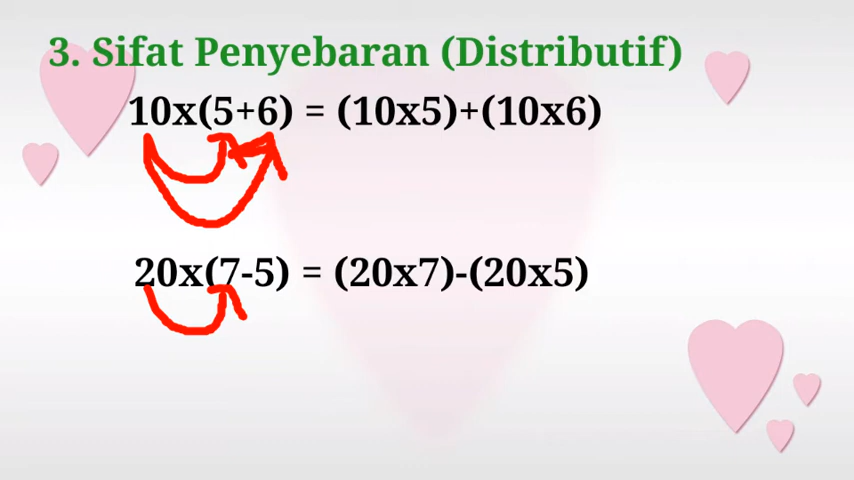 3. Sifat Penyebaran (Distributif)
10x(5+6) = (10x5)+(10x6)
20x(7-5) = (20x7)-(20x5)